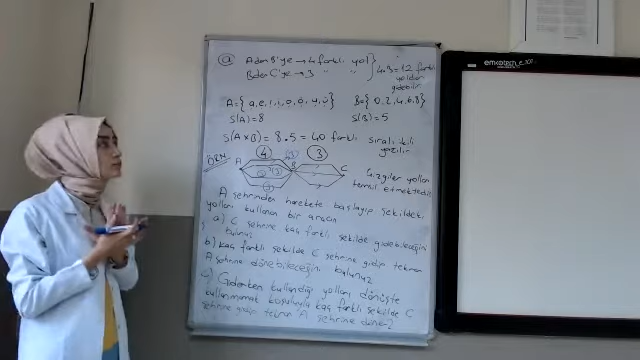 a) A dan B'ye → 4 farklı yol
B den C'ye → 3 " "
4.3=12 farklı yoldan gidebilir
A={a,e,ı,i,o,ö,u,ü} B={0,2,4,6,8}
S(A)=8 S(B)=5
S(AxB) = 8.5 = 40 farklı sıralı ikili yazılır
ÖRN
A 4 B 3 C
Çizgiler yolları temsil etmektedir
A şehrinden harekete başlayıp şekildeki
yolları kullanan bir aracın
a) C şehrine kaç farklı şekilde gidebileceğini
bulunuz
b) kaç farklı şekilde C şehrine gidip tekrar
A şehrine dönebileceğini bulunuz
c) Giderken kullandığı yolları dönüşte
kullanmamak koşuluyla kaç farklı şekilde C
şehrine gidip tekrar A şehrine döner?